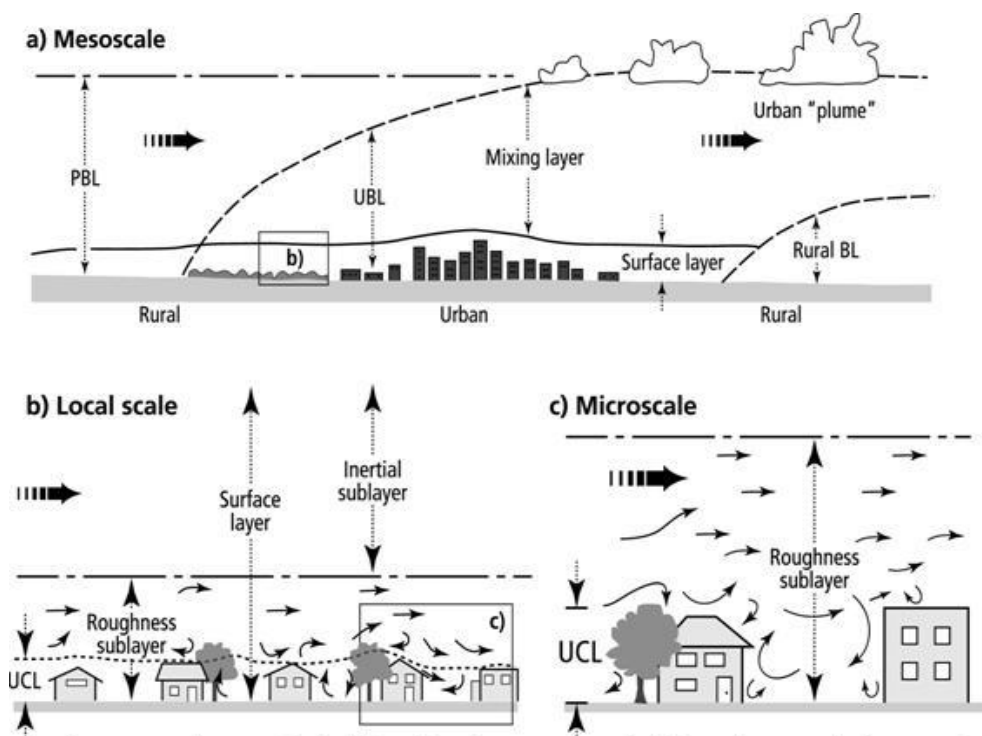 a) Mesoscale
Urban "plume"
PBL
UBL
Mixing layer
b)
Surface layer
Rural BL
Rural
Urban
Rural
b) Local scale
Surface
layer
Inertial
sublayer
Roughness
sublayer
UCL
c)
c) Microscale
Roughness
sublayer
UCL